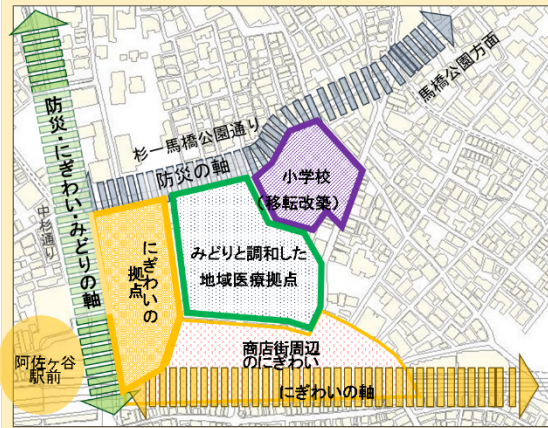 防災・にぎわい・みどりの軸
中杉通り
杉一馬橋公園通り
防災の軸
馬橋公園方面
小学校
（移転改築）
にぎわいの
拠点
みどりと調和した
地域医療拠点
商店街周辺
のにぎわい
にぎわいの軸
阿佐ヶ谷
駅前